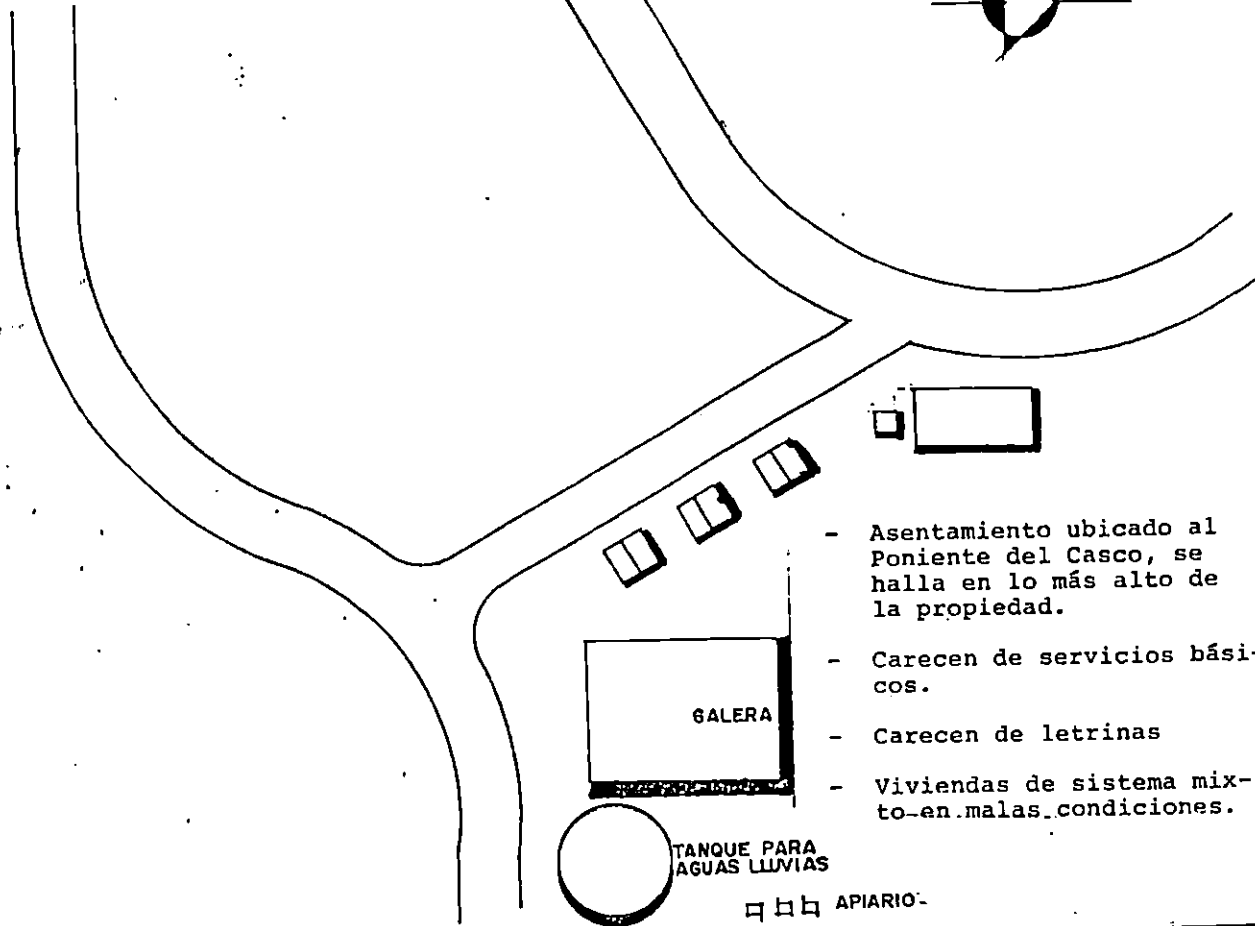 - Asentamiento ubicado al
Poniente del Casco, se
halla en lo más alto de
la propiedad.
- Carecen de servicios bási-
cos.
- Carecen de letrinas
- Viviendas de sistema mix-
to en malas condiciones.
GALERA
TANQUE PARA
AGUAS LLUVIAS
APIARIO